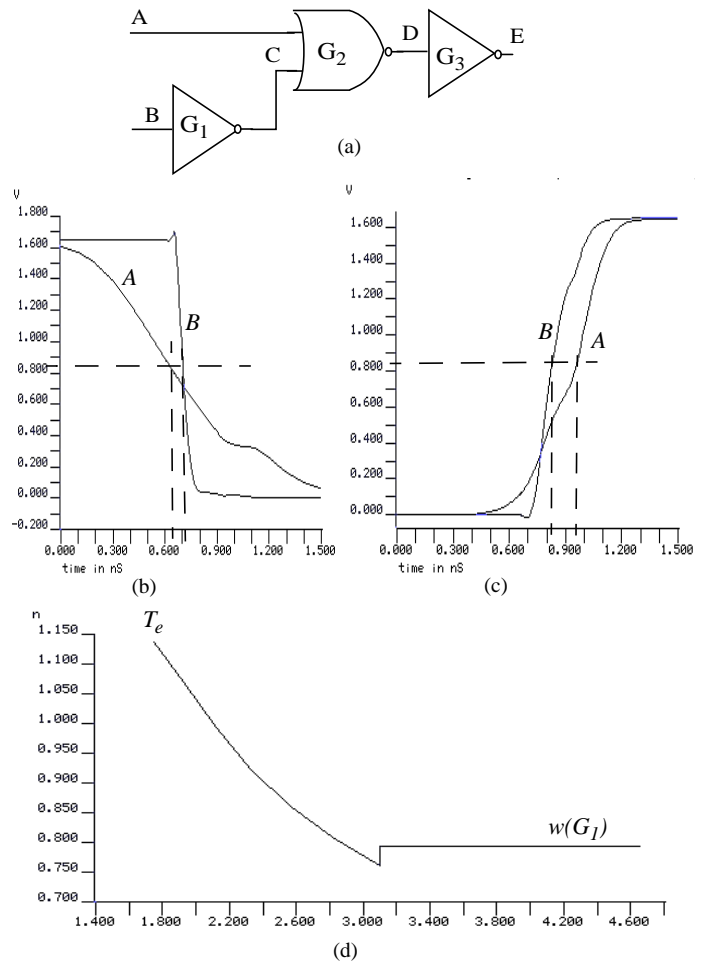 A
B
C
D
E
G1
G2
G3
(a)
V
1.800
1.600
1.400
1.200
1.000
0.800
0.600
0.400
0.200
0.000
-0.200
A
B
0.000 0.300 0.600 0.900 1.200 1.500
time in nS
(b)
V
1.600
1.400
1.200
1.000
0.800
0.600
0.400
0.200
0.000
B
A
0.000 0.300 0.600 0.900 1.200 1.500
time in nS
(c)
n
Te
1.150
1.100
1.050
1.000
0.950
0.900
0.850
0.800
0.750
0.700
w(G1)
1.400 1.800 2.200 2.600 3.000 3.400 3.800 4.200 4.600
(d)